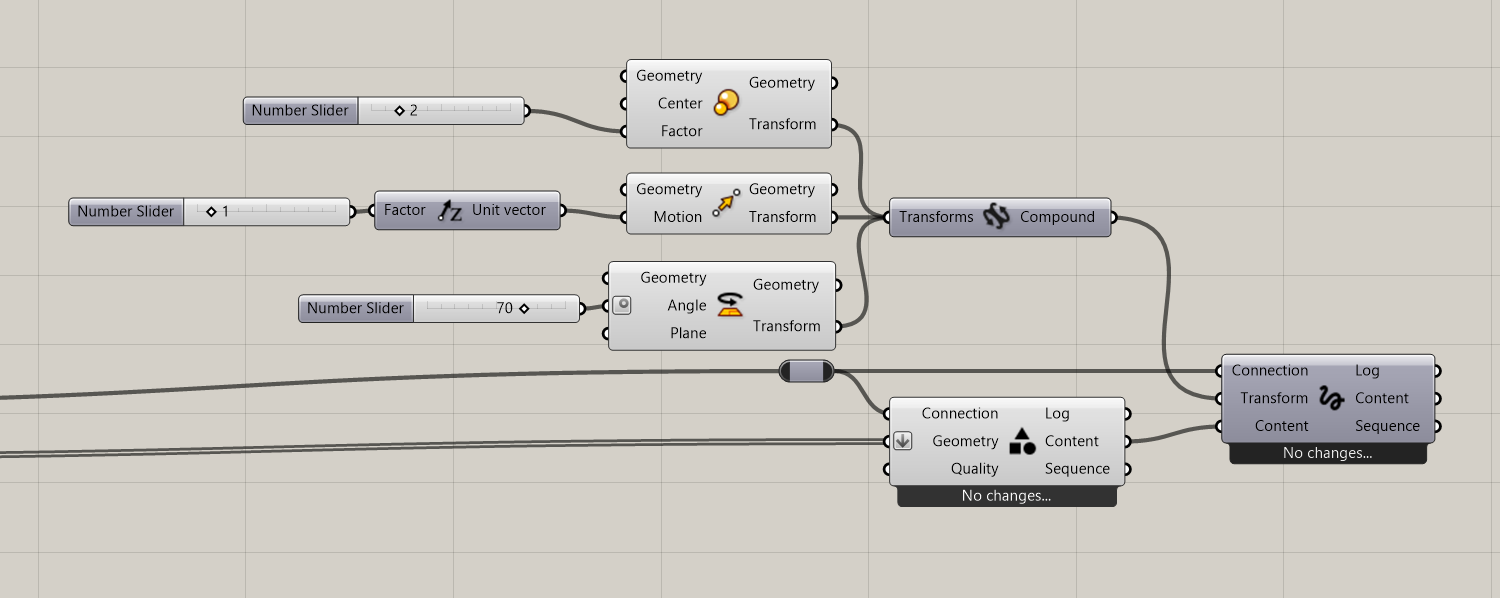 Geometry
Center
Factor
Geometry
Transform
Number Slider 2
Geometry
Motion
Geometry
Transform
Number Slider 1
Factor Z Unit vector
Transforms Compound
Geometry
Angle
Plane
Geometry
Transform
Number Slider 70
Connection
Transform
Content
Log
Content
Sequence
No changes...
Connection
Geometry
Quality
Log
Content
Sequence
No changes...